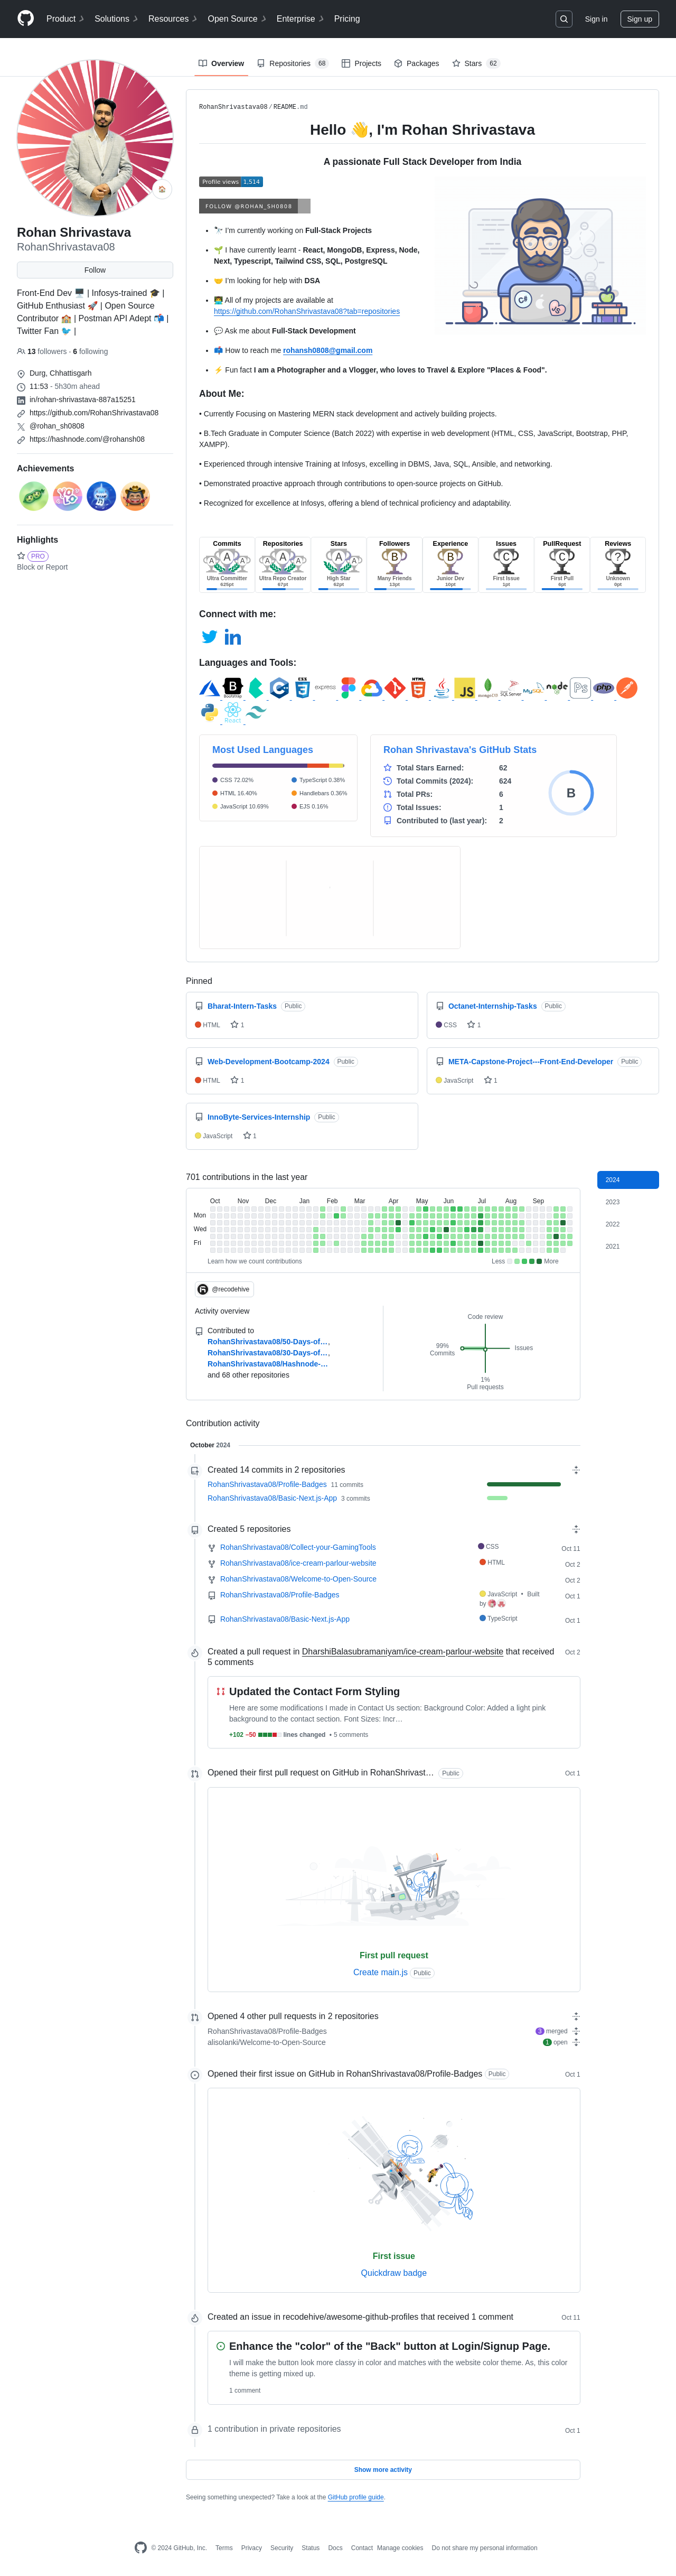 Product
Solutions
Resources
Open Source
Enterprise
Pricing
Sign in
Sign up
Overview
Repositories 68
Projects
Packages
Stars 62
Rohan Shrivastava
RohanShrivastava08
Follow
Front-End Dev 🖥️ | Infosys-trained 🎓 |
GitHub Enthusiast 🚀 | Open Source
Contributor 🏫 | Postman API Adept 📬 |
Twitter Fan 🐦 |
13 followers · 6 following
Durg, Chhattisgarh
11:53 - 5h30m ahead
in/rohan-shrivastava-887a15251
https://github.com/RohanShrivastava08
@rohan_sh0808
https://hashnode.com/@rohansh08
Achievements
Highlights
PRO
Block or Report
RohanShrivastava08/README.md
Hello 👋, I'm Rohan Shrivastava
A passionate Full Stack Developer from India
Profile views 1,514
FOLLOW @ROHAN_SH0808
🔭 I'm currently working on Full-Stack Projects
🌱 I have currently learnt - React, MongoDB, Express, Node,
Next, Typescript, Tailwind CSS, SQL, PostgreSQL
🤝 I'm looking for help with DSA
👨‍💻 All of my projects are available at
https://github.com/RohanShrivastava08?tab=repositories
💬 Ask me about Full-Stack Development
📫 How to reach me rohansh0808@gmail.com
⚡ Fun fact I am a Photographer and a Vlogger, who loves to Travel & Explore "Places & Food".
About Me:
• Currently Focusing on Mastering MERN stack development and actively building projects.
• B.Tech Graduate in Computer Science (Batch 2022) with expertise in web development (HTML, CSS, JavaScript, Bootstrap, PHP,
XAMPP).
• Experienced through intensive Training at Infosys, excelling in DBMS, Java, SQL, Ansible, and networking.
• Demonstrated proactive approach through contributions to open-source projects on GitHub.
• Recognized for excellence at Infosys, offering a blend of technical proficiency and adaptability.
Commits
Repositories
Stars
Followers
Experience
Issues
PullRequest
Reviews
A A A
A A A
A A
B
B
C
C
?
Ultra Committer
Ultra Repo Creator
High Star
Many Friends
Junior Dev
First Issue
First Pull
Unknown
625pt
67pt
62pt
13pt
10pt
1pt
6pt
0pt
Connect with me:
Languages and Tools:
Bootstrap
CSS
express
HTML
JS
mongoDB
SQL Server
MySQL
node
Ps
php
React
Most Used Languages
CSS 72.02%
HTML 16.40%
JavaScript 10.69%
TypeScript 0.38%
Handlebars 0.36%
EJS 0.16%
Rohan Shrivastava's GitHub Stats
Total Stars Earned: 62
Total Commits (2024): 624
Total PRs: 6
Total Issues: 1
Contributed to (last year): 2
B
Pinned
Bharat-Intern-Tasks Public
HTML 1
Octanet-Internship-Tasks Public
CSS 1
Web-Development-Bootcamp-2024 Public
HTML 1
META-Capstone-Project---Front-End-Developer Public
JavaScript 1
InnoByte-Services-Internship Public
JavaScript 1
701 contributions in the last year
2024
2023
2022
2021
Oct Nov Dec Jan Feb Mar Apr May Jun Jul Aug Sep
Mon
Wed
Fri
Learn how we count contributions
Less More
@recodehive
Activity overview
Contributed to
RohanShrivastava08/50-Days-of…,
RohanShrivastava08/30-Days-of…,
RohanShrivastava08/Hashnode-…
and 68 other repositories
Code review
99%
Commits
Issues
1%
Pull requests
Contribution activity
October 2024
Created 14 commits in 2 repositories
RohanShrivastava08/Profile-Badges 11 commits
RohanShrivastava08/Basic-Next.js-App 3 commits
Created 5 repositories
RohanShrivastava08/Collect-your-GamingTools CSS Oct 11
RohanShrivastava08/ice-cream-parlour-website HTML Oct 2
RohanShrivastava08/Welcome-to-Open-Source Oct 2
RohanShrivastava08/Profile-Badges JavaScript • Built Oct 1
by
RohanShrivastava08/Basic-Next.js-App TypeScript Oct 1
Created a pull request in DharshiBalasubramaniyam/ice-cream-parlour-website that received Oct 2
5 comments
Updated the Contact Form Styling
Here are some modifications I made in Contact Us section: Background Color: Added a light pink
background to the contact section. Font Sizes: Incr…
+102 −50 lines changed • 5 comments
Opened their first pull request on GitHub in RohanShrivast… Public Oct 1
First pull request
Create main.js Public
Opened 4 other pull requests in 2 repositories
RohanShrivastava08/Profile-Badges 3 merged
alisolanki/Welcome-to-Open-Source 1 open
Opened their first issue on GitHub in RohanShrivastava08/Profile-Badges Public Oct 1
First issue
Quickdraw badge
Created an issue in recodehive/awesome-github-profiles that received 1 comment Oct 11
Enhance the "color" of the "Back" button at Login/Signup Page.
I will make the button look more classy in color and matches with the website color theme. As, this color
theme is getting mixed up.
1 comment
1 contribution in private repositories Oct 1
Show more activity
Seeing something unexpected? Take a look at the GitHub profile guide.
© 2024 GitHub, Inc.
Terms
Privacy
Security
Status
Docs
Contact
Manage cookies
Do not share my personal information